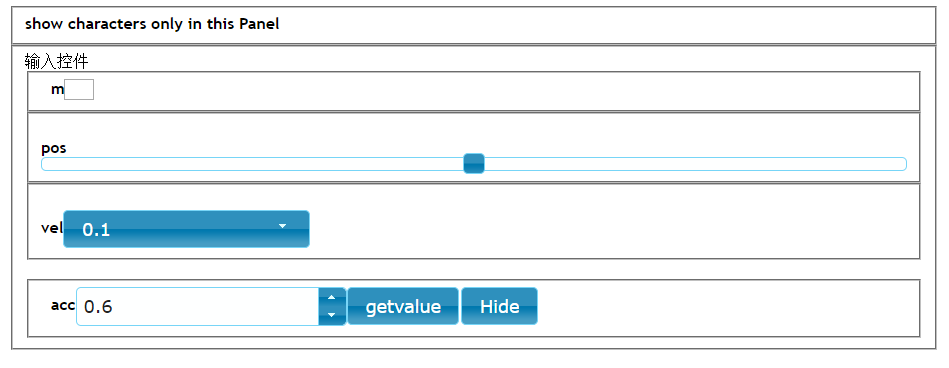 show characters only in this Panel
输入控件
m
pos
vel 0.1
acc 0.6 getvalue Hide